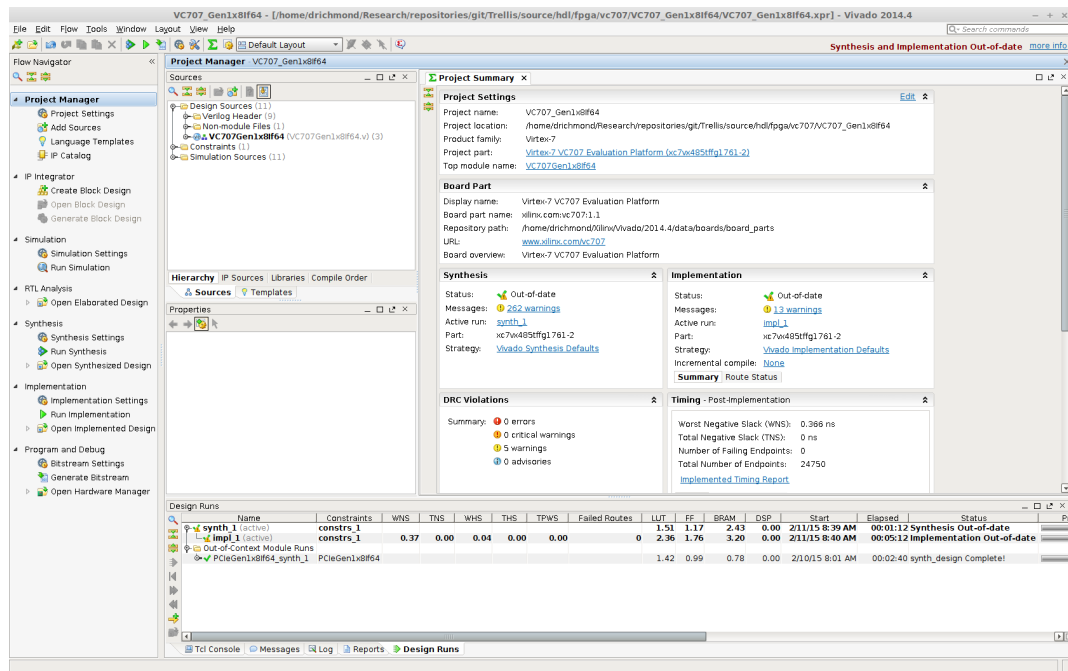 VC707_Gen1x8If64 - [/home/drichmond/Research/repositories/git/Trellis/source/hdl/fpga/vc707/VC707_Gen1x8If64/VC707_Gen1x8If64.xpr] - Vivado 2014.4
File Edit Flow Tools Window Layout View Help
Q- Search commands
Default Layout
Synthesis and Implementation Out-of-date more info
Flow Navigator
Project Manager
Project Settings
Add Sources
Language Templates
IP Catalog
IP Integrator
Create Block Design
Open Block Design
Generate Block Design
Simulation
Simulation Settings
Run Simulation
RTL Analysis
Open Elaborated Design
Synthesis
Synthesis Settings
Run Synthesis
Open Synthesized Design
Implementation
Implementation Settings
Run Implementation
Open Implemented Design
Program and Debug
Bitstream Settings
Generate Bitstream
Open Hardware Manager
Project Manager - VC707_Gen1x8If64
Sources
Design Sources (11)
Verilog Header (9)
Non-module Files (1)
VC707Gen1x8If64 (VC707Gen1x8If64.v) (3)
Constraints (1)
Simulation Sources (11)
Hierarchy IP Sources Libraries Compile Order
Sources Templates
Properties
Σ Project Summary ×
Project Settings Edit
Project name: VC707_Gen1x8If64
Project location: /home/drichmond/Research/repositories/git/Trellis/source/hdl/fpga/vc707/VC707_Gen1x8If64
Product family: Virtex-7
Project part: Virtex-7 VC707 Evaluation Platform (xc7vx485tffg1761-2)
Top module name: VC707Gen1x8If64
Board Part
Display name: Virtex-7 VC707 Evaluation Platform
Board part name: xilinx.com:vc707:1.1
Repository path: /home/drichmond/Xilinx/Vivado/2014.4/data/boards/board_parts
URL: www.xilinx.com/vc707
Board overview: Virtex-7 VC707 Evaluation Platform
Synthesis
Status: Out-of-date
Messages: 262 warnings
Active run: synth_1
Part: xc7vx485tffg1761-2
Strategy: Vivado Synthesis Defaults
Implementation
Status: Out-of-date
Messages: 13 warnings
Active run: impl_1
Part: xc7vx485tffg1761-2
Strategy: Vivado Implementation Defaults
Incremental compile: None
Summary Route Status
DRC Violations
Summary: 0 errors
0 critical warnings
5 warnings
0 advisories
Timing - Post-Implementation
Worst Negative Slack (WNS): 0.366 ns
Total Negative Slack (TNS): 0 ns
Number of Failing Endpoints: 0
Total Number of Endpoints: 24750
Implemented Timing Report
Design Runs
Name Constraints WNS TNS WHS THS TPWS Failed Routes LUT FF BRAM DSP Start Elapsed Status
synth_1 (active) constrs_1 1.51 1.17 2.43 0.00 2/11/15 8:39 AM 00:01:12 Synthesis Out-of-date
impl_1 (active) constrs_1 0.37 0.00 0.04 0.00 0.00 0 2.36 1.76 3.20 0.00 2/11/15 8:40 AM 00:05:12 Implementation Out-of-date
Out-of-Context Module Runs
PCIeGen1x8If64_synth_1 PCIeGen1x8If64 1.42 0.99 0.78 0.00 2/10/15 8:01 AM 00:02:40 synth_design Complete!
Tcl Console Messages Log Reports Design Runs